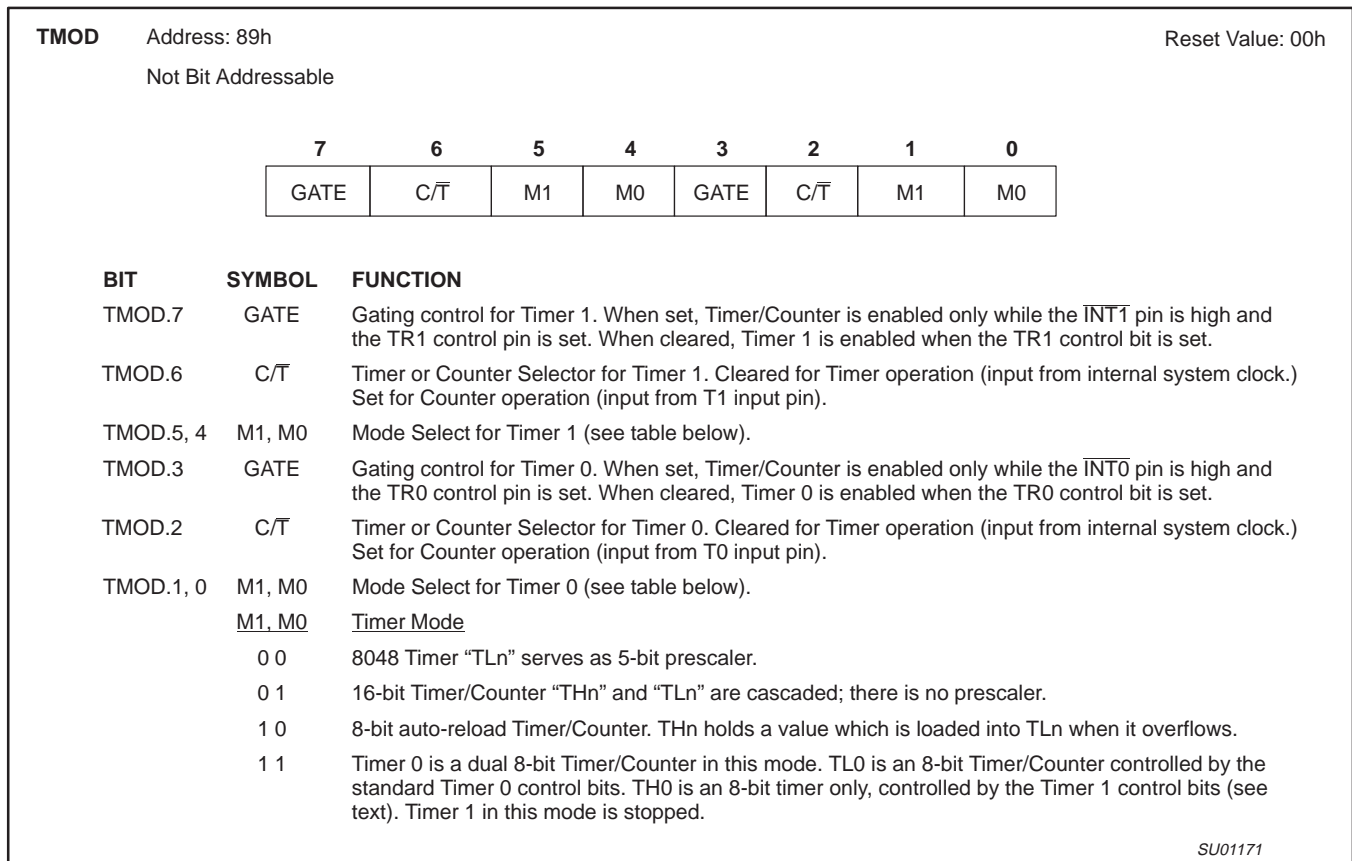 TMOD Address: 89h Reset Value: 00h
Not Bit Addressable
7 6 5 4 3 2 1 0
GATE C/T̅ M1 M0 GATE C/T̅ M1 M0
BIT SYMBOL FUNCTION
TMOD.7 GATE Gating control for Timer 1. When set, Timer/Counter is enabled only while the I̅N̅T̅1̅ pin is high and
the TR1 control pin is set. When cleared, Timer 1 is enabled when the TR1 control bit is set.
TMOD.6 C/T̅ Timer or Counter Selector for Timer 1. Cleared for Timer operation (input from internal system clock.)
Set for Counter operation (input from T1 input pin).
TMOD.5, 4 M1, M0 Mode Select for Timer 1 (see table below).
TMOD.3 GATE Gating control for Timer 0. When set, Timer/Counter is enabled only while the I̅N̅T̅0̅ pin is high and
the TR0 control pin is set. When cleared, Timer 0 is enabled when the TR0 control bit is set.
TMOD.2 C/T̅ Timer or Counter Selector for Timer 0. Cleared for Timer operation (input from internal system clock.)
Set for Counter operation (input from T0 input pin).
TMOD.1, 0 M1, M0 Mode Select for Timer 0 (see table below).
M1, M0 Timer Mode
0 0 8048 Timer “TLn” serves as 5-bit prescaler.
0 1 16-bit Timer/Counter “THn” and “TLn” are cascaded; there is no prescaler.
1 0 8-bit auto-reload Timer/Counter. THn holds a value which is loaded into TLn when it overflows.
1 1 Timer 0 is a dual 8-bit Timer/Counter in this mode. TL0 is an 8-bit Timer/Counter controlled by the
standard Timer 0 control bits. TH0 is an 8-bit timer only, controlled by the Timer 1 control bits (see
text). Timer 1 in this mode is stopped.
SU01171